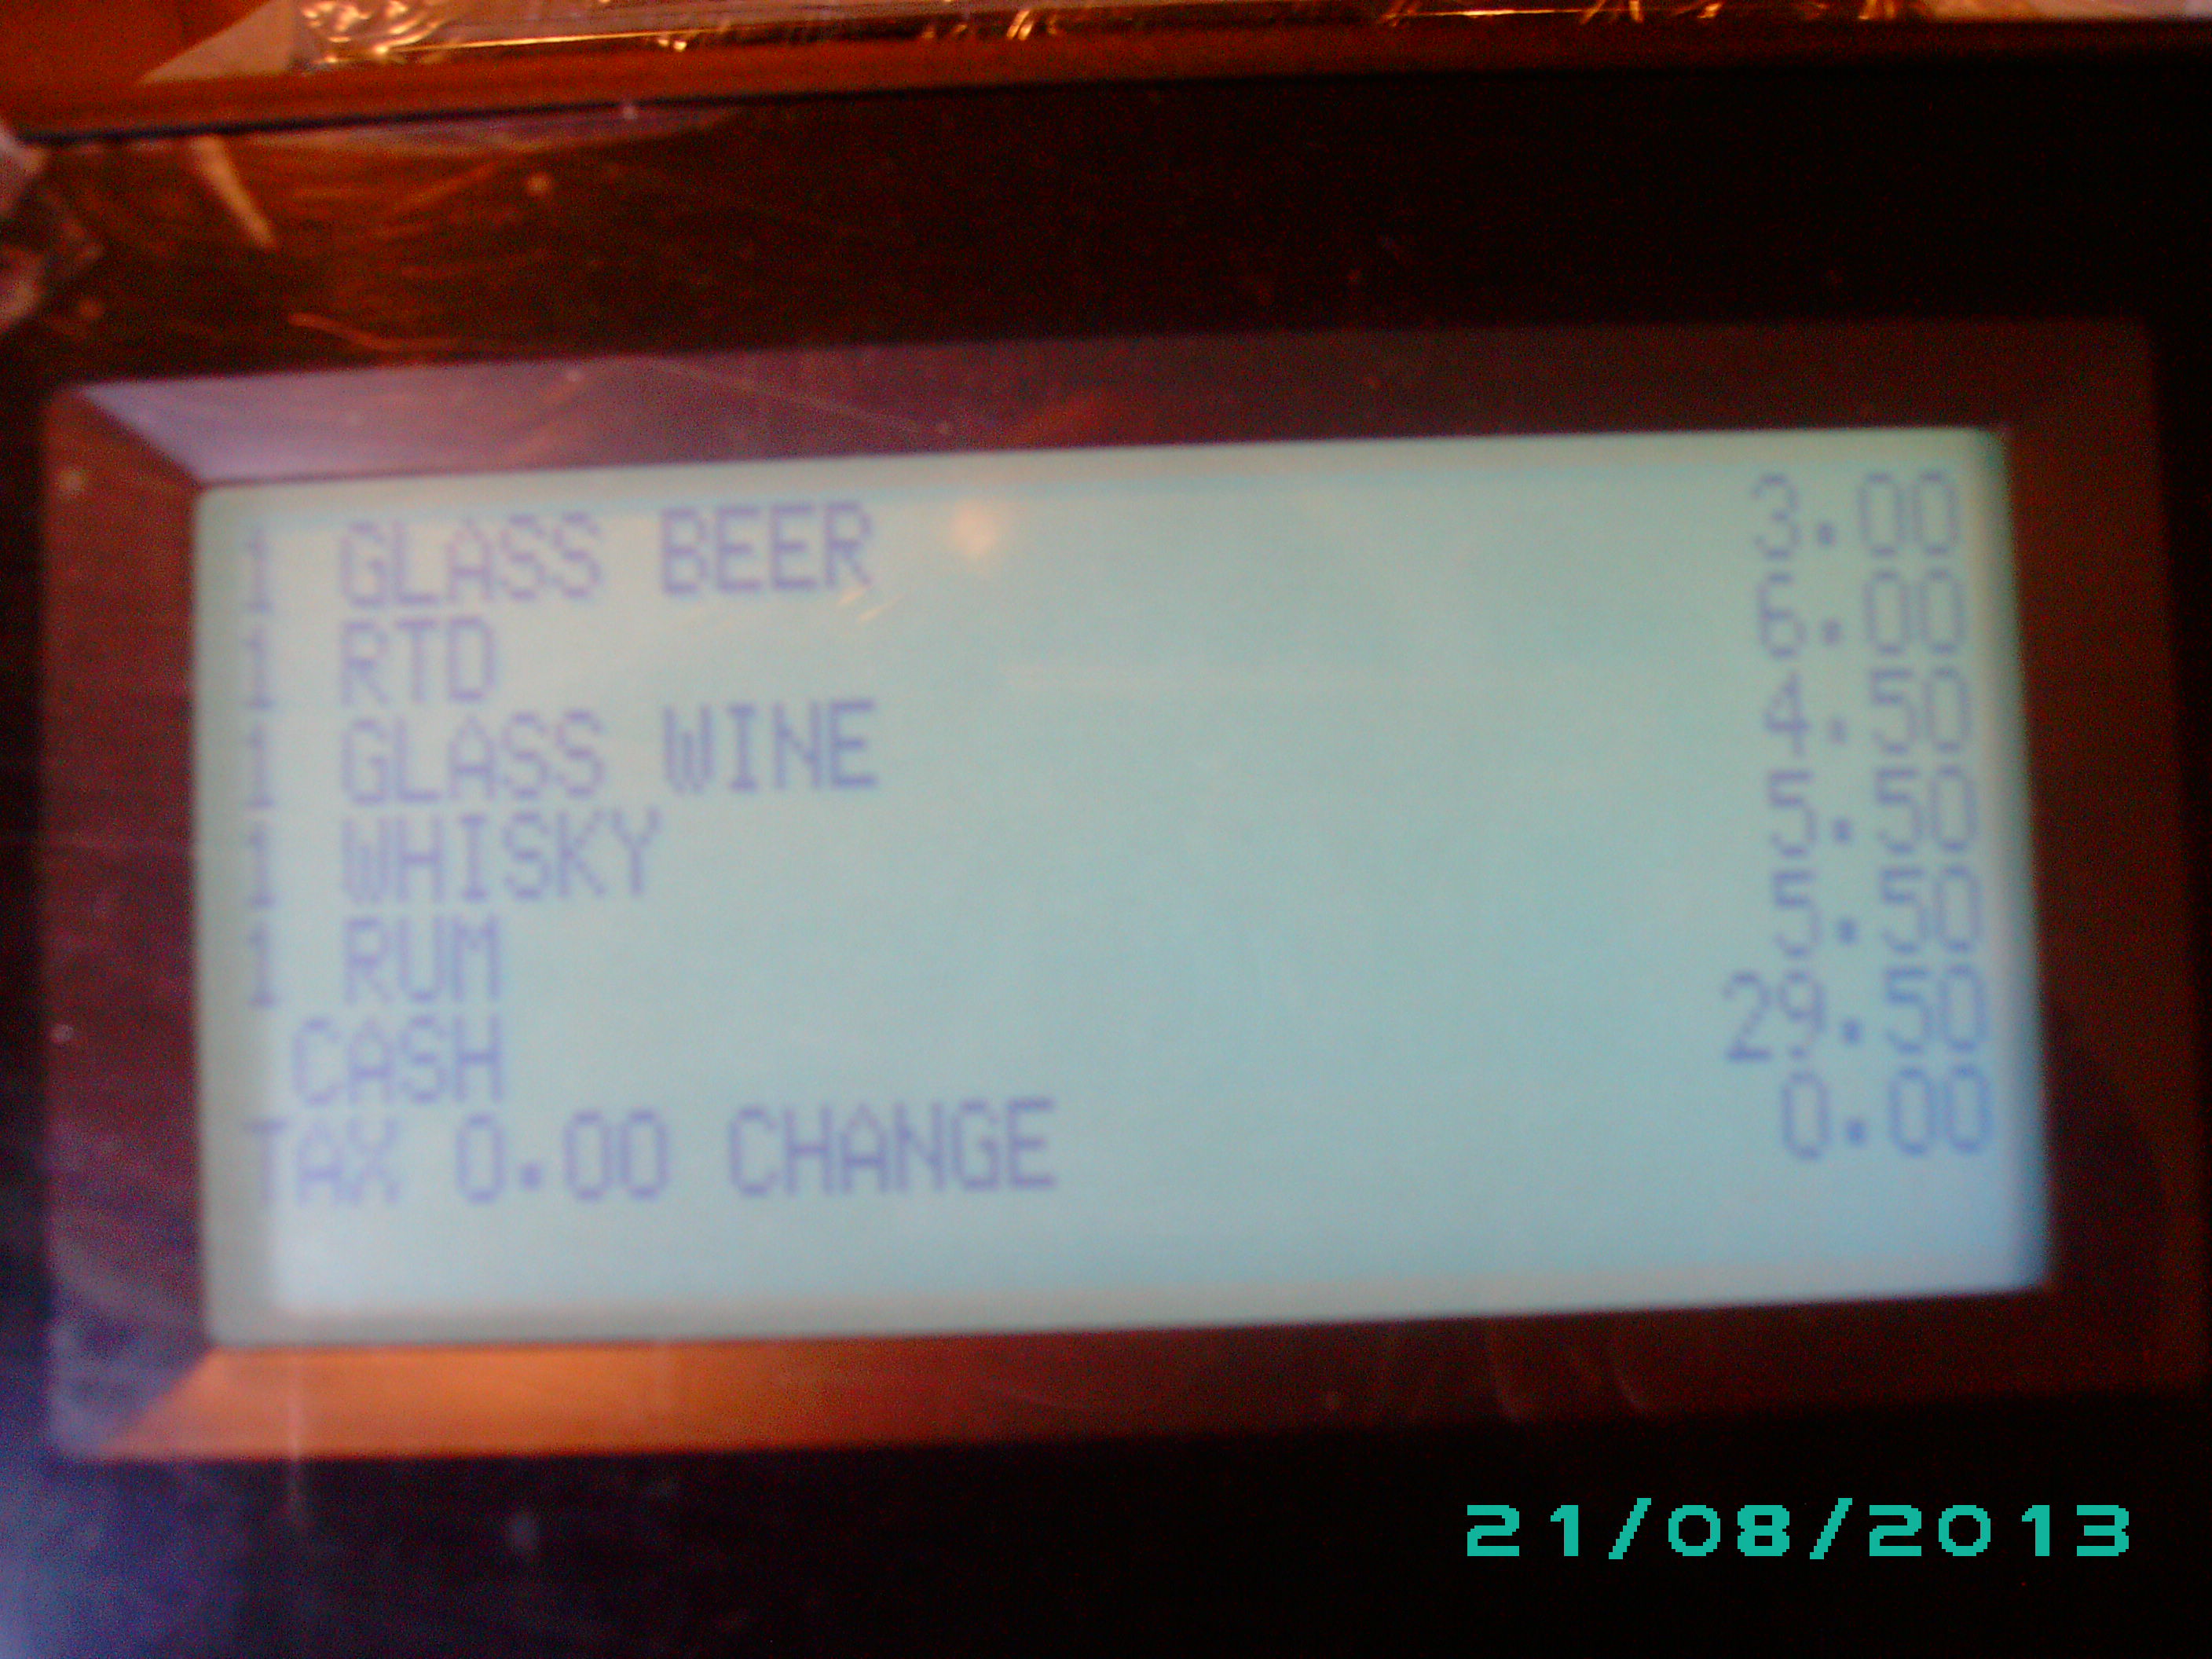 1 GLASS BEER 3.00
1 RTD 6.00
1 GLASS WINE 4.50
1 WHISKY 5.50
1 RUM 5.50
CASH 29.50
TAX 0.00 CHANGE 0.00
21/08/2013